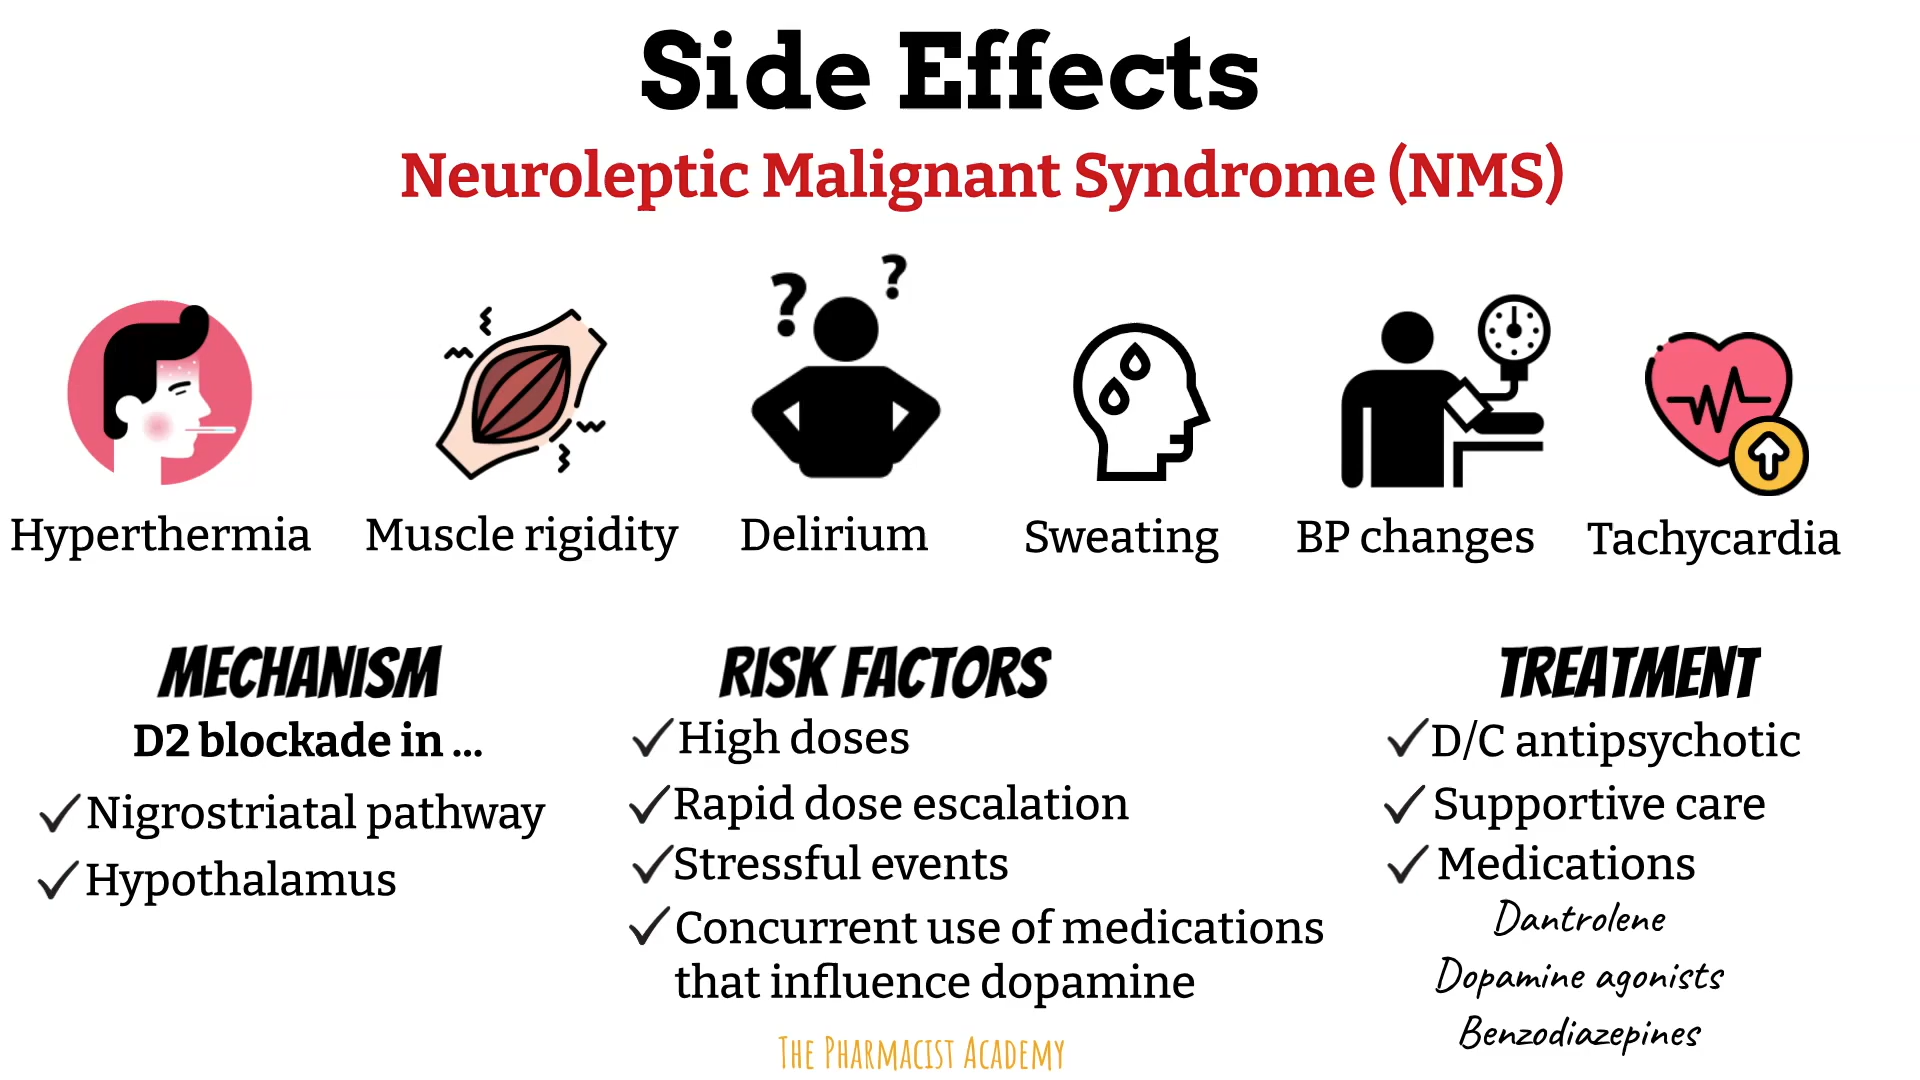 Side Effects
Neuroleptic Malignant Syndrome (NMS)
? ?
Hyperthermia
Muscle rigidity
Delirium
Sweating
BP changes
Tachycardia
MECHANISM
D2 blockade in ...
Nigrostriatal pathway
Hypothalamus
RISK FACTORS
High doses
Rapid dose escalation
Stressful events
Concurrent use of medications
that influence dopamine
TREATMENT
D/C antipsychotic
Supportive care
Medications
Dantrolene
Dopamine agonists
Benzodiazepines
THE PHARMACIST ACADEMY